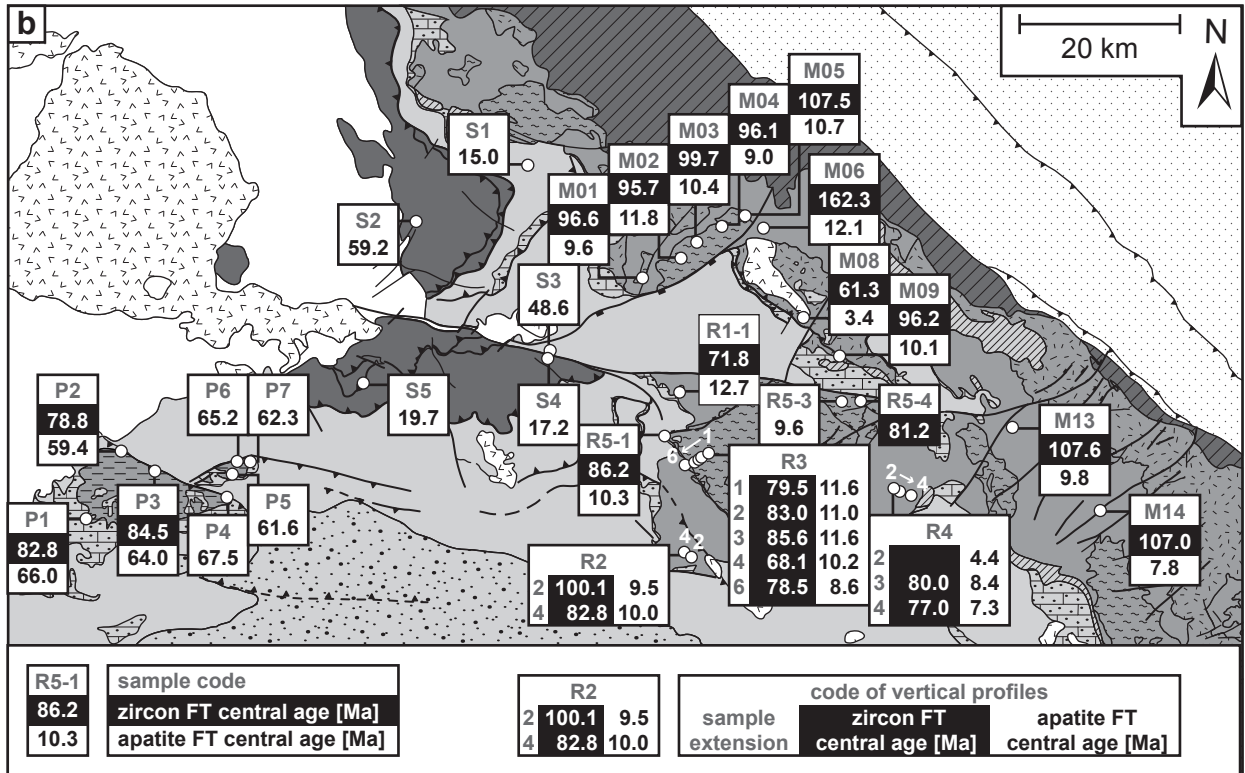 b
20 km
N
M05
107.5
10.7
M04
96.1
9.0
M03
99.7
10.4
M02
95.7
11.8
M01
96.6
9.6
M06
162.3
12.1
S1
15.0
S2
59.2
S3
48.6
M08
61.3
3.4
M09
96.2
10.1
R1-1
71.8
12.7
P2
78.8
59.4
P6
65.2
P7
62.3
S5
19.7
S4
17.2
R5-1
86.2
10.3
R5-3
9.6
R5-4
81.2
M13
107.6
9.8
P1
82.8
66.0
P3
84.5
64.0
P4
67.5
P5
61.6
6 ← 1
4 2
2 → 4
R3
1 79.5 11.6
2 83.0 11.0
3 85.6 11.6
4 68.1 10.2
6 78.5 8.6
R2
2 100.1 9.5
4 82.8 10.0
R4
2 4.4
3 80.0 8.4
4 77.0 7.3
M14
107.0
7.8
R5-1
86.2
10.3
sample code
zircon FT central age [Ma]
apatite FT central age [Ma]
R2
2 100.1 9.5
4 82.8 10.0
code of vertical profiles
sample zircon FT apatite FT
extension central age [Ma] central age [Ma]